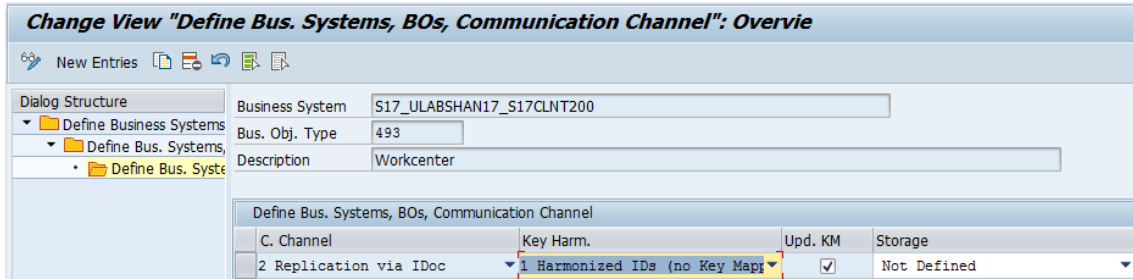 Change View "Define Bus. Systems, BOs, Communication Channel": Overvie
New Entries
Dialog Structure
Define Business Systems
Define Bus. Systems,
Define Bus. Syste
Business System S17_ULABSHAN17_S17CLNT200
Bus. Obj. Type 493
Description Workcenter
Define Bus. Systems, BOs, Communication Channel
C. Channel Key Harm. Upd. KM Storage
2 Replication via IDoc 1 Harmonized IDs (no Key Mapp Not Defined